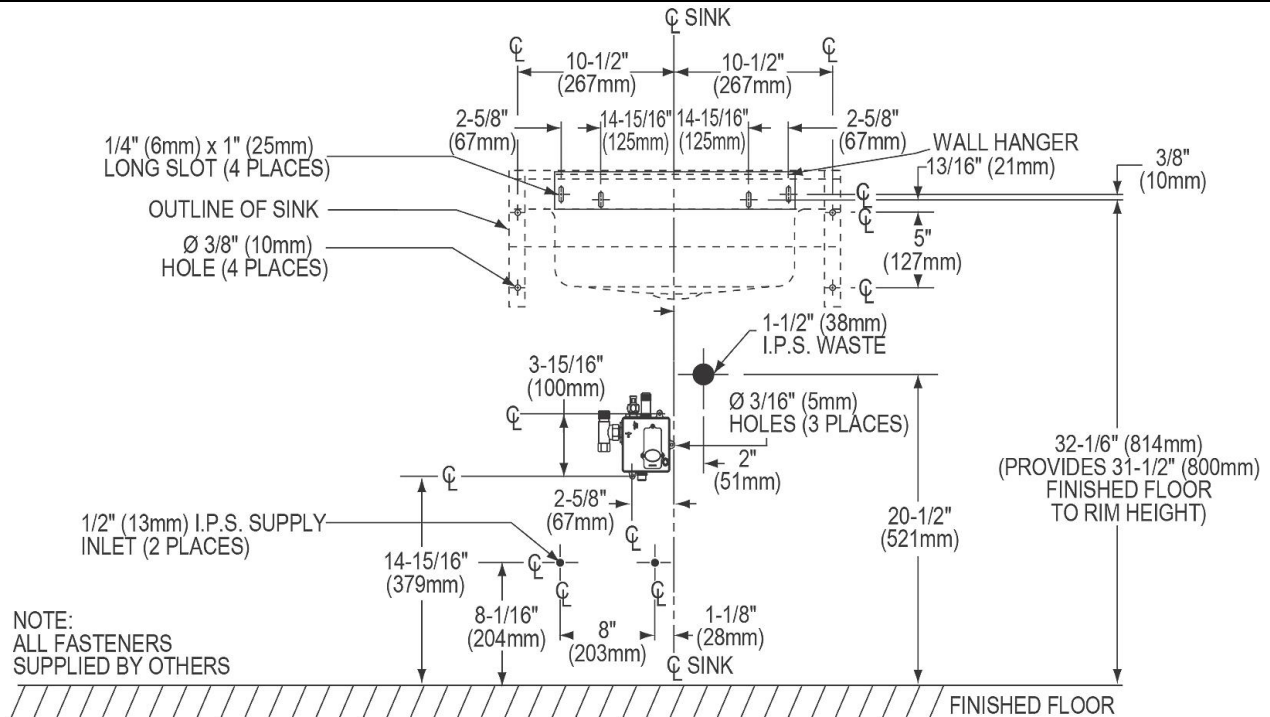 ℄ SINK
℄
℄
10-1/2"
(267mm)
10-1/2"
(267mm)
2-5/8"
(67mm)
14-15/16"
(125mm)
14-15/16"
(125mm)
2-5/8"
(67mm)
1/4" (6mm) x 1" (25mm)
LONG SLOT (4 PLACES)
WALL HANGER
13/16" (21mm)
3/8"
(10mm)
℄
℄
OUTLINE OF SINK
Ø 3/8" (10mm)
HOLE (4 PLACES)
5"
(127mm)
℄
1-1/2" (38mm)
I.P.S. WASTE
3-15/16"
(100mm)
℄
Ø 3/16" (5mm)
HOLES (3 PLACES)
2"
(51mm)
32-1/6" (814mm)
(PROVIDES 31-1/2" (800mm)
FINISHED FLOOR
TO RIM HEIGHT)
℄
2-5/8"
(67mm)
℄
20-1/2"
(521mm)
1/2" (13mm) I.P.S. SUPPLY
INLET (2 PLACES)
14-15/16"
(379mm)
℄
℄
℄
8-1/16"
(204mm)
8"
(203mm)
1-1/8"
(28mm)
NOTE:
ALL FASTENERS
SUPPLIED BY OTHERS
℄ SINK
FINISHED FLOOR